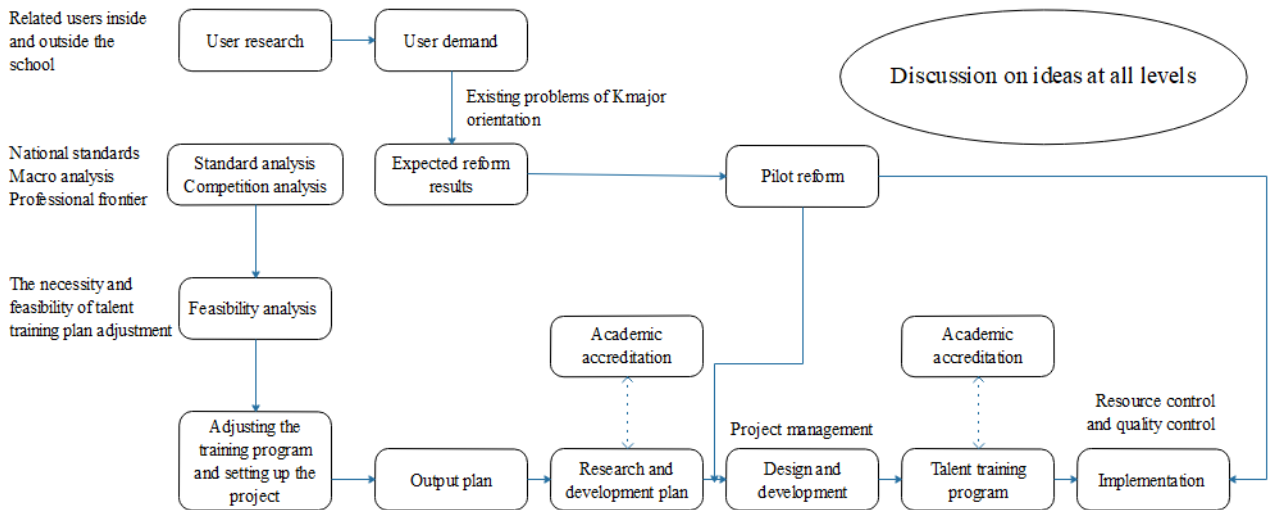 Related users inside
and outside the
school
User research
User demand
Discussion on ideas at all levels
Existing problems of Kmajor
orientation
National standards
Macro analysis
Professional frontier
Standard analysis
Competition analysis
Expected reform
results
Pilot reform
The necessity and
feasibility of talent
training plan adjustment
Feasibility analysis
Academic
accreditation
Academic
accreditation
Adjusting the
training program
and setting up the
project
Output plan
Research and
development plan
Project management
Design and
development
Talent training
program
Resource control
and quality control
Implementation